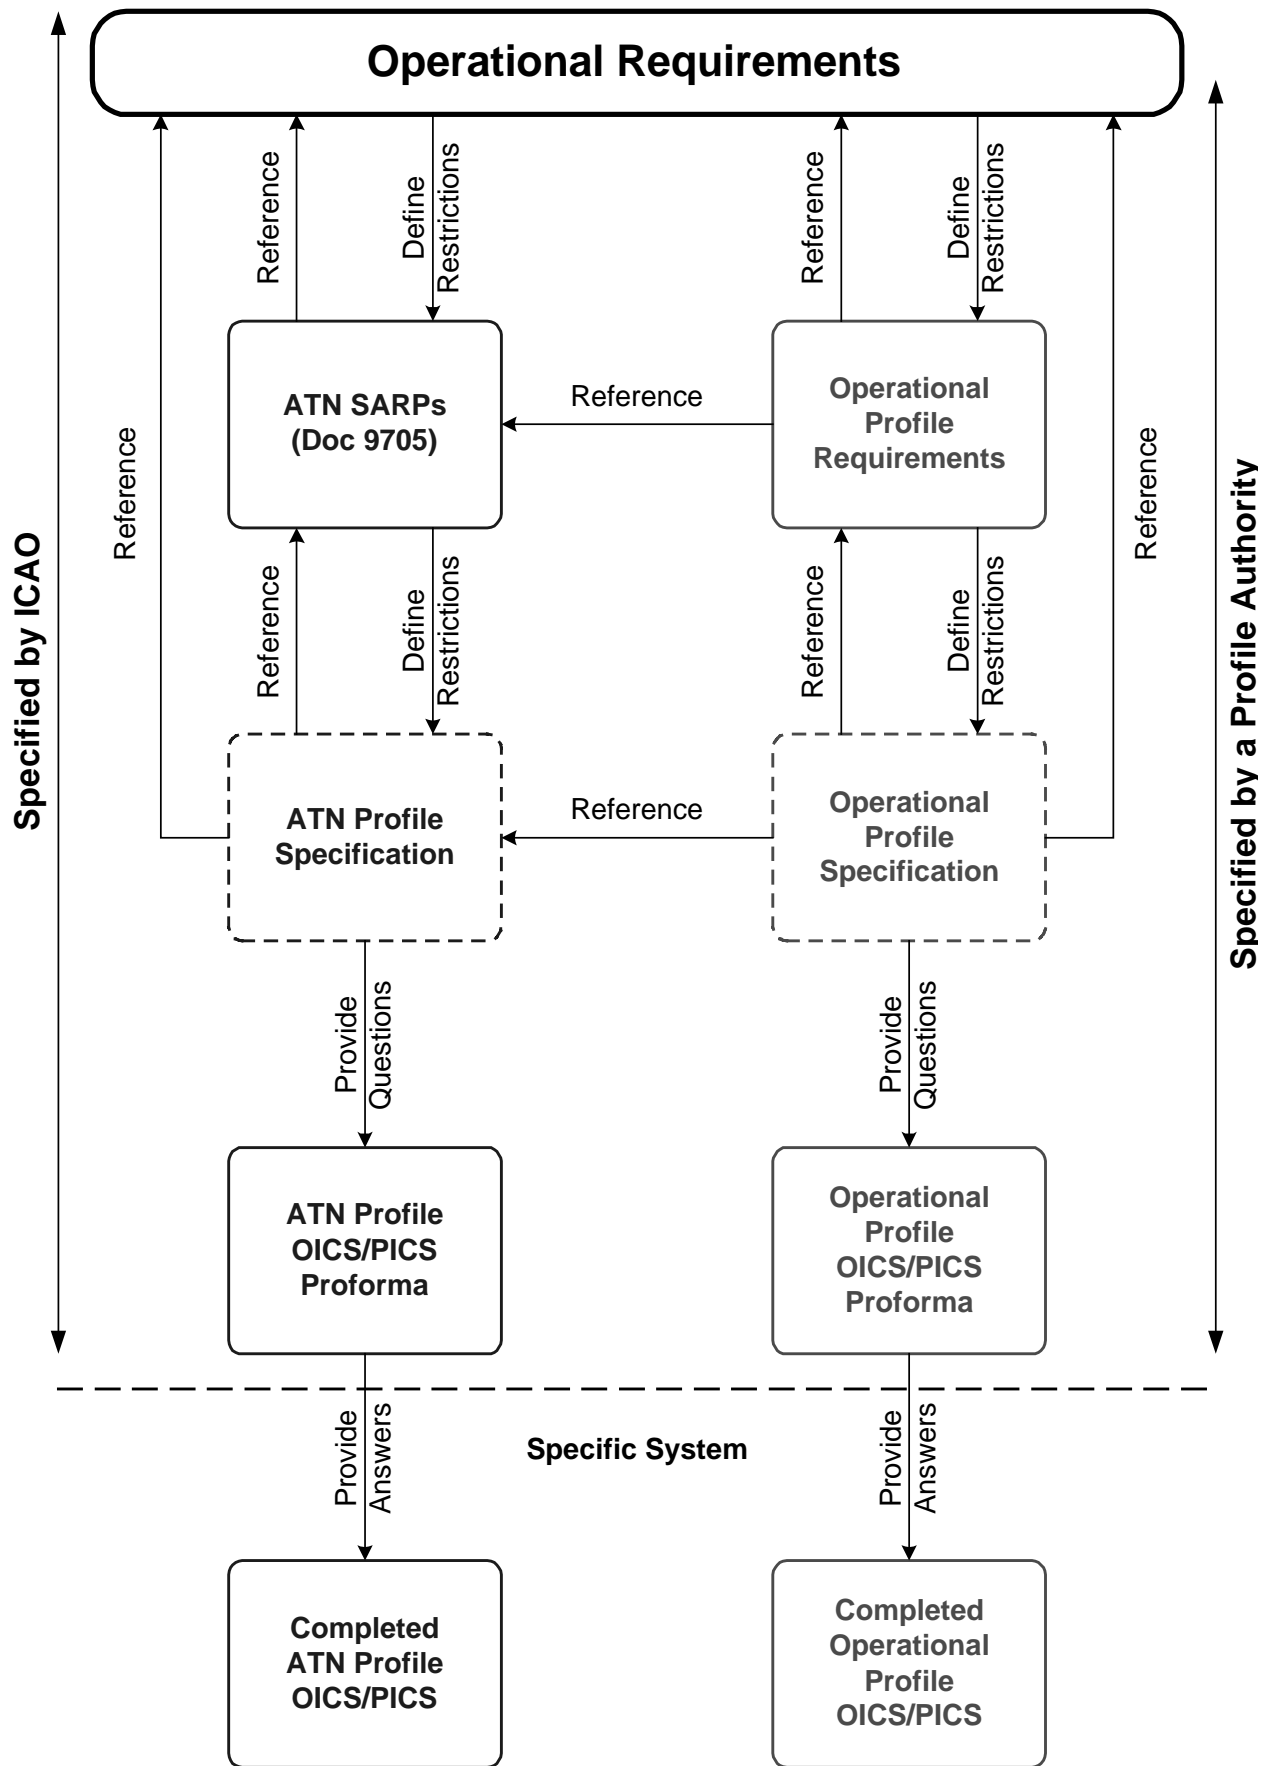 Operational Requirements
Reference
Define
Restrictions
Reference
Define
Restrictions
ATN SARPs
(Doc 9705)
Reference
Operational
Profile
Requirements
Reference
Reference
Specified by ICAO
Specified by a Profile Authority
Reference
Define
Restrictions
Reference
Define
Restrictions
ATN Profile
Specification
Reference
Operational
Profile
Specification
Provide
Questions
Provide
Questions
ATN Profile
OICS/PICS
Proforma
Operational
Profile
OICS/PICS
Proforma
Provide
Answers
Specific System
Provide
Answers
Completed
ATN Profile
OICS/PICS
Completed
Operational
Profile
OICS/PICS